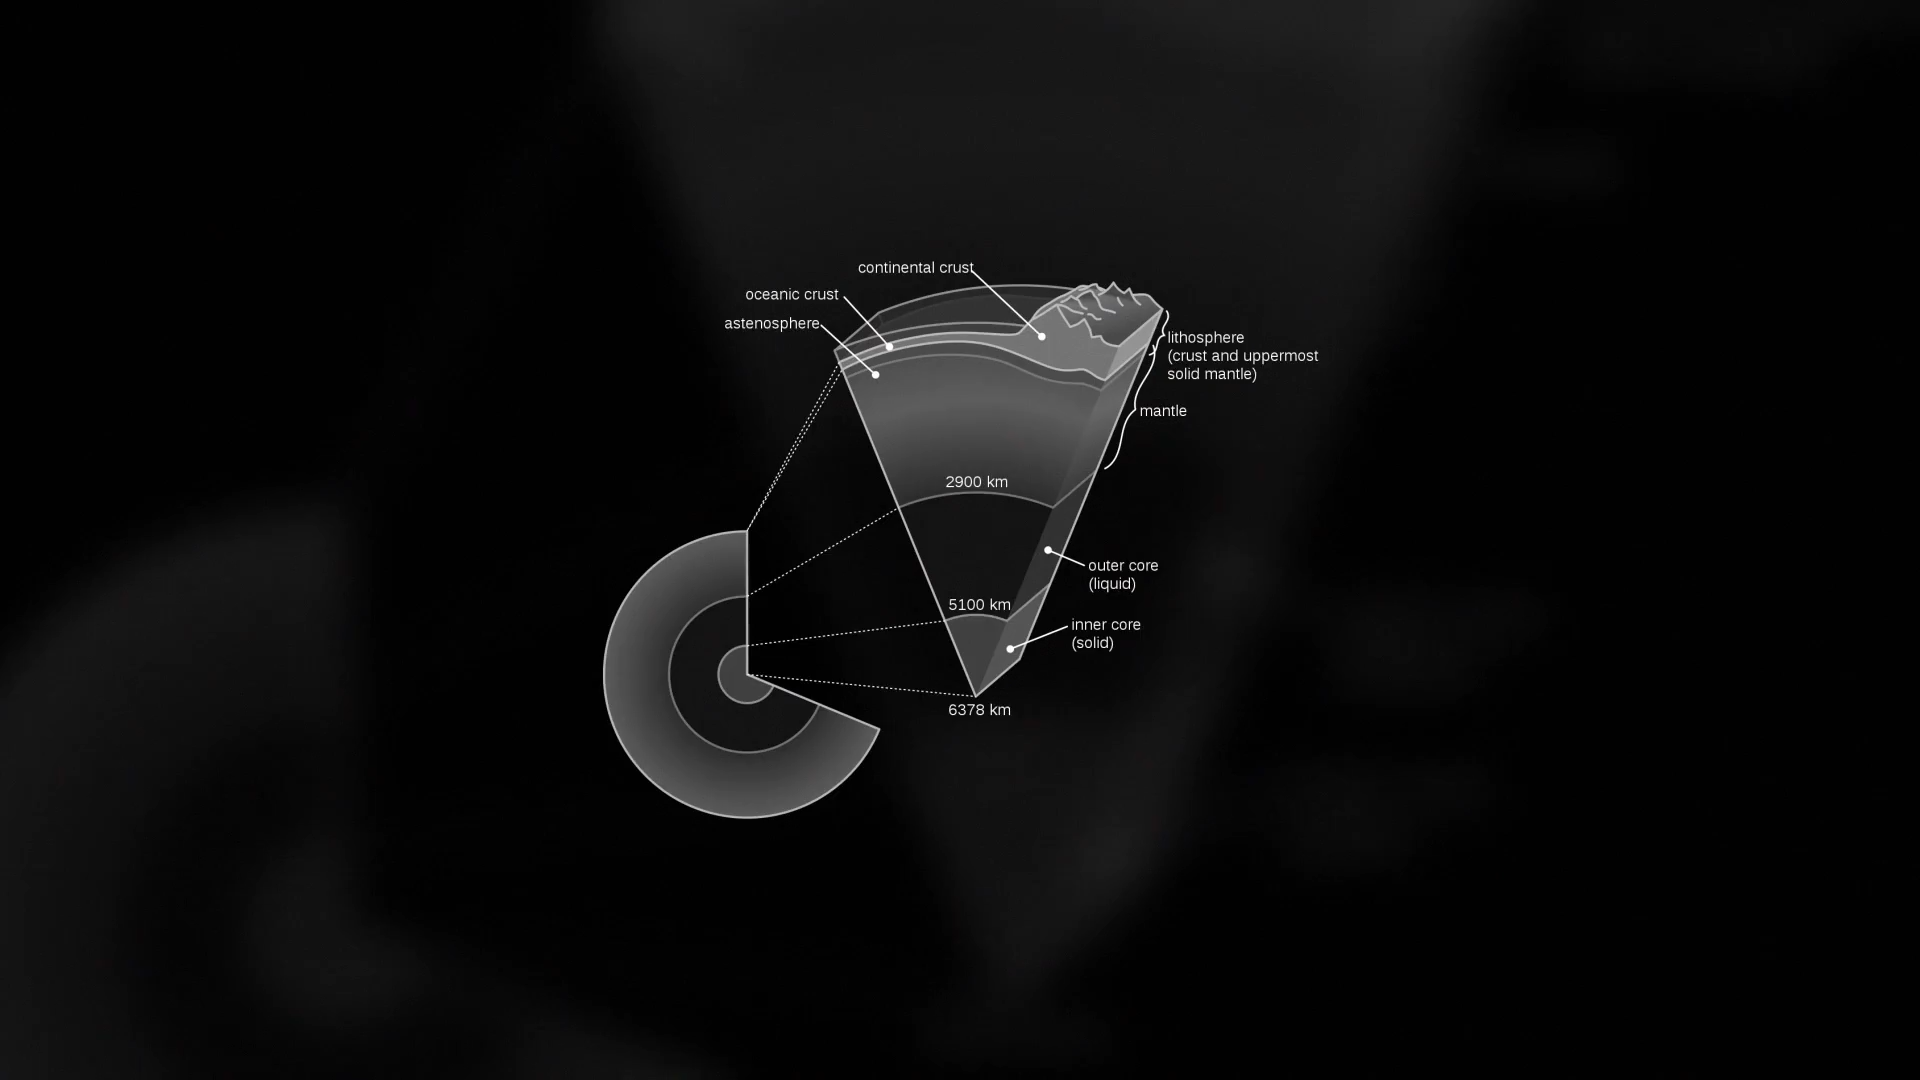 continental crust
oceanic crust
astenosphere
lithosphere
(crust and uppermost
solid mantle)
mantle
2900 km
outer core
(liquid)
5100 km
inner core
(solid)
6378 km